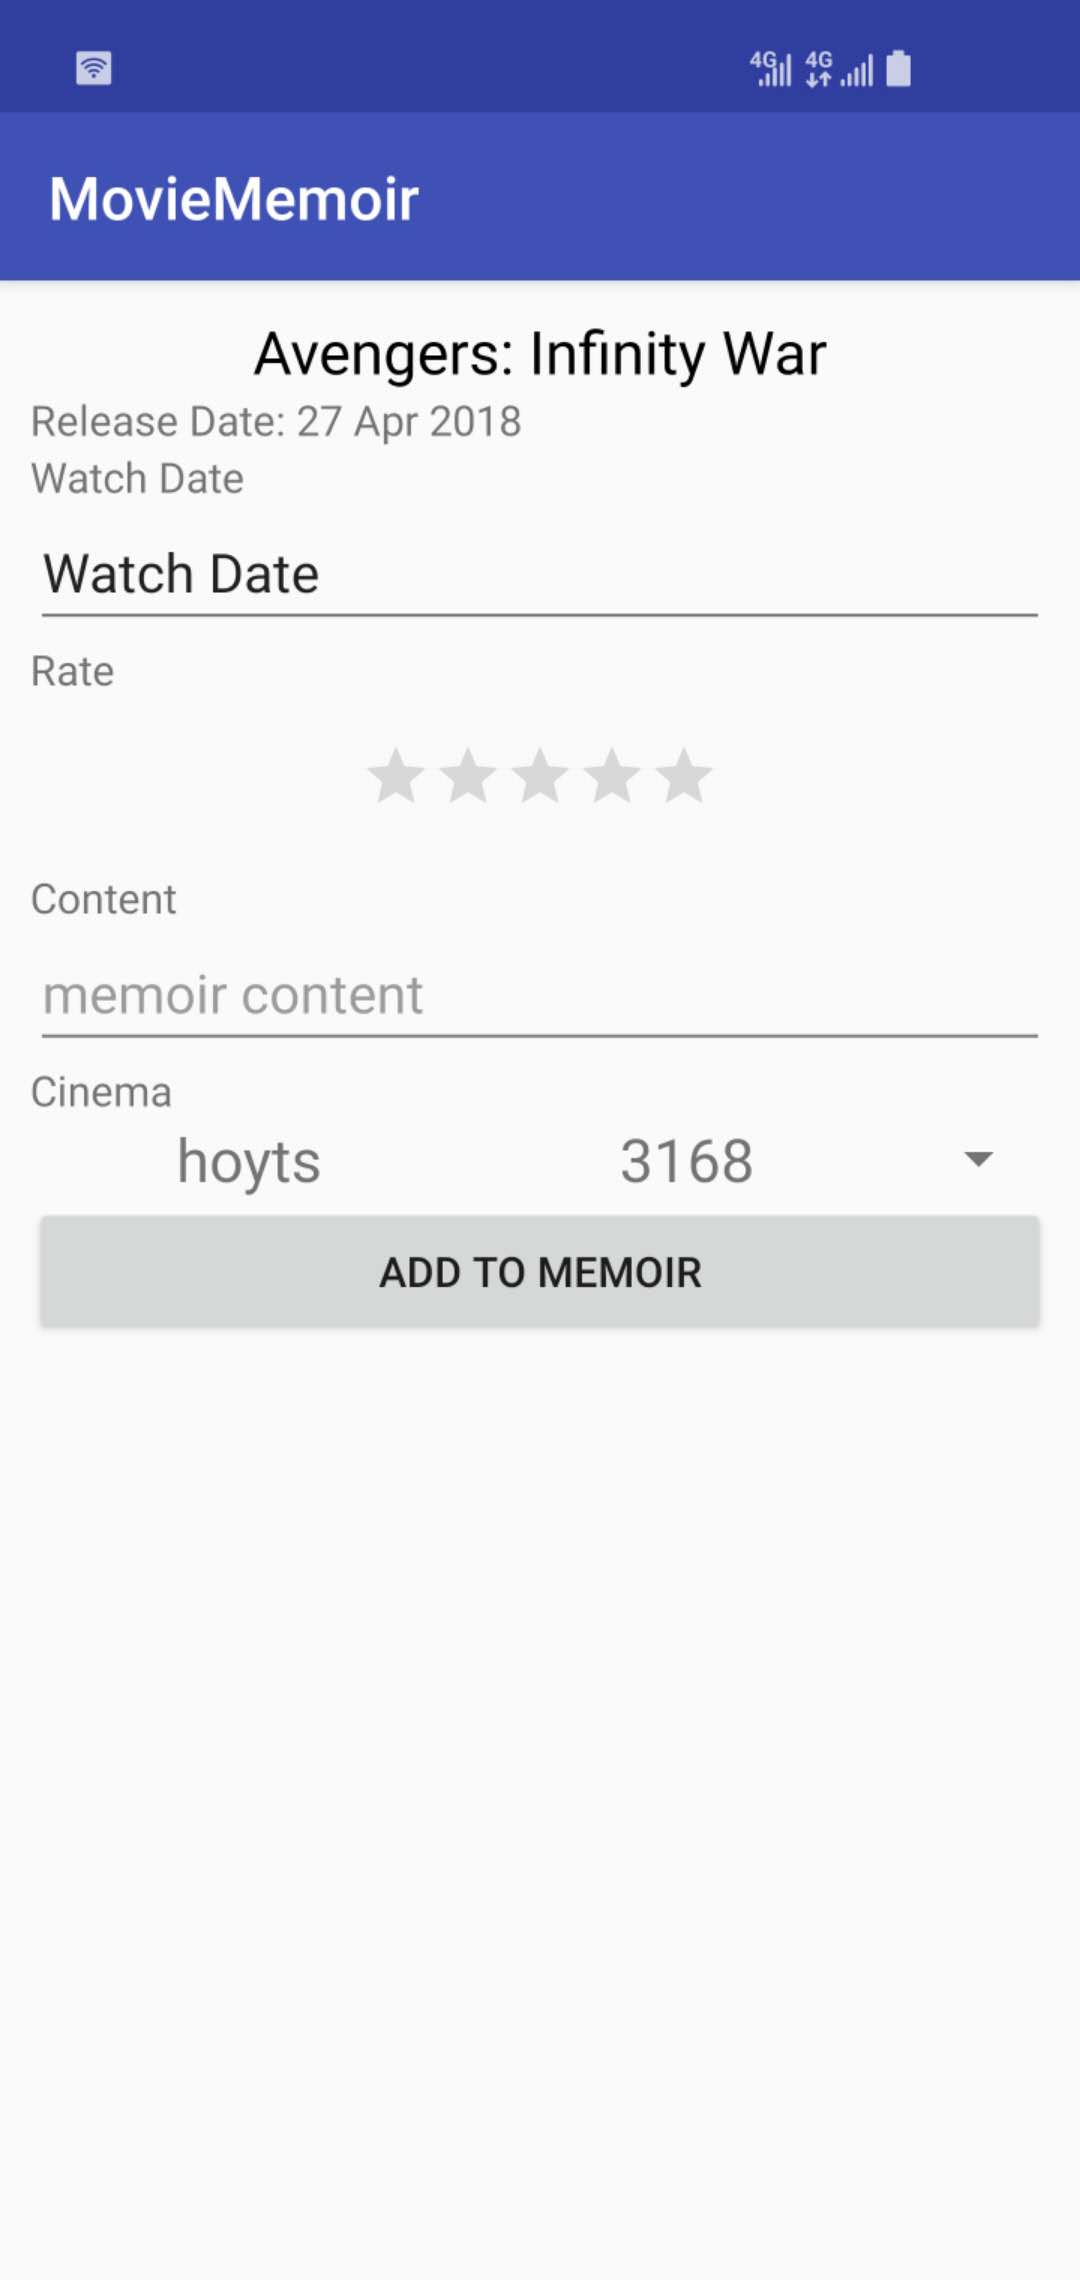 4G 4G
MovieMemoir
Avengers: Infinity War
Release Date: 27 Apr 2018
Watch Date
Watch Date
Rate
Content
memoir content
Cinema
hoyts 3168
ADD TO MEMOIR